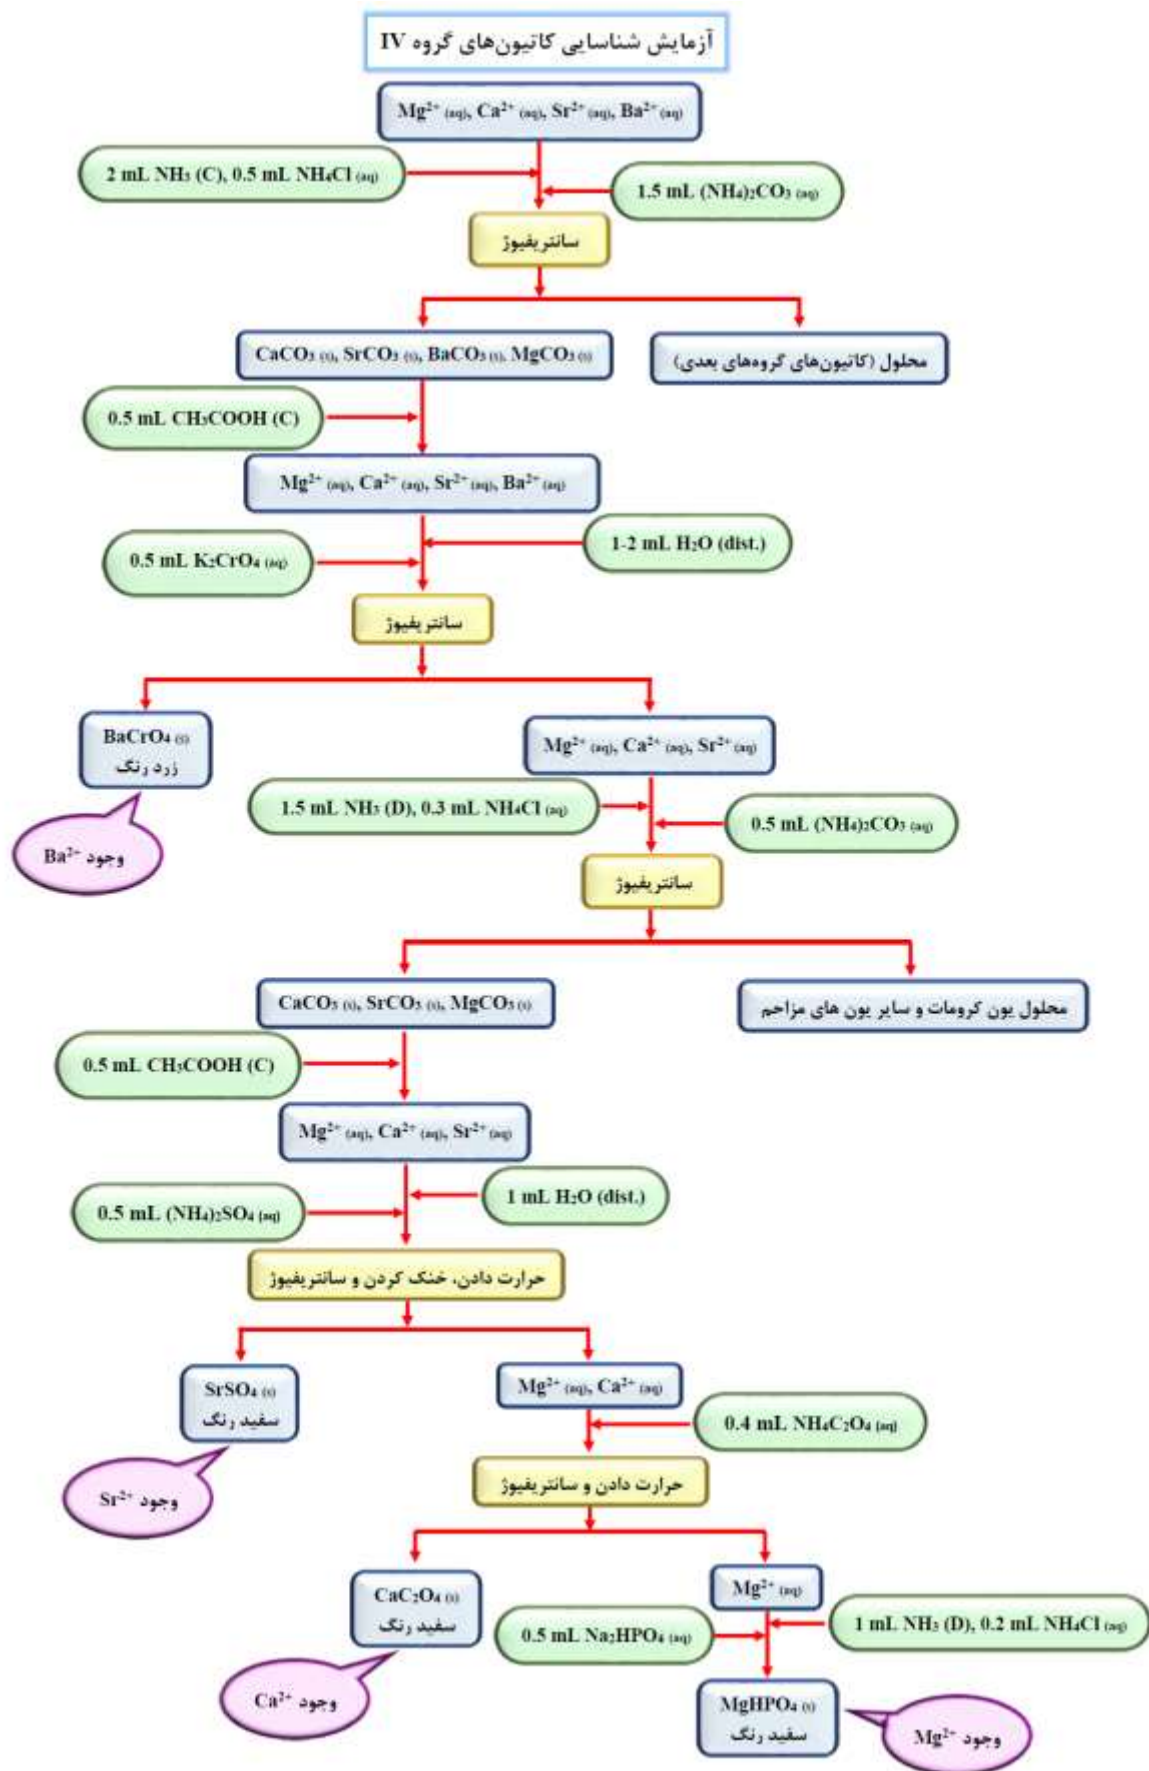 آزمایش شناسایی کاتیون‌های گروه IV
Mg²⁺ (aq), Ca²⁺ (aq), Sr²⁺ (aq), Ba²⁺ (aq)
2 mL NH₃ (C), 0.5 mL NH₄Cl (aq)
1.5 mL (NH₄)₂CO₃ (aq)
سانتریفیوژ
CaCO₃ (s), SrCO₃ (s), BaCO₃ (s), MgCO₃ (s)
محلول (کاتیون‌های گروه‌های بعدی)
0.5 mL CH₃COOH (C)
Mg²⁺ (aq), Ca²⁺ (aq), Sr²⁺ (aq), Ba²⁺ (aq)
1-2 mL H₂O (dist.)
0.5 mL K₂CrO₄ (aq)
سانتریفیوژ
BaCrO₄ (s)
زرد رنگ
Mg²⁺ (aq), Ca²⁺ (aq), Sr²⁺ (aq)
وجود Ba²⁺
1.5 mL NH₃ (D), 0.3 mL NH₄Cl (aq)
0.5 mL (NH₄)₂CO₃ (aq)
سانتریفیوژ
CaCO₃ (s), SrCO₃ (s), MgCO₃ (s)
محلول یون کرومات و سایر یون های مزاحم
0.5 mL CH₃COOH (C)
Mg²⁺ (aq), Ca²⁺ (aq), Sr²⁺ (aq)
1 mL H₂O (dist.)
0.5 mL (NH₄)₂SO₄ (aq)
حرارت دادن، خنک کردن و سانتریفیوژ
SrSO₄ (s)
سفید رنگ
Mg²⁺ (aq), Ca²⁺ (aq)
0.4 mL NH₄C₂O₄ (aq)
وجود Sr²⁺
حرارت دادن و سانتریفیوژ
CaC₂O₄ (s)
سفید رنگ
Mg²⁺ (aq)
0.5 mL Na₂HPO₄ (aq)
1 mL NH₃ (D), 0.2 mL NH₄Cl (aq)
وجود Ca²⁺
MgHPO₄ (s)
سفید رنگ
وجود Mg²⁺